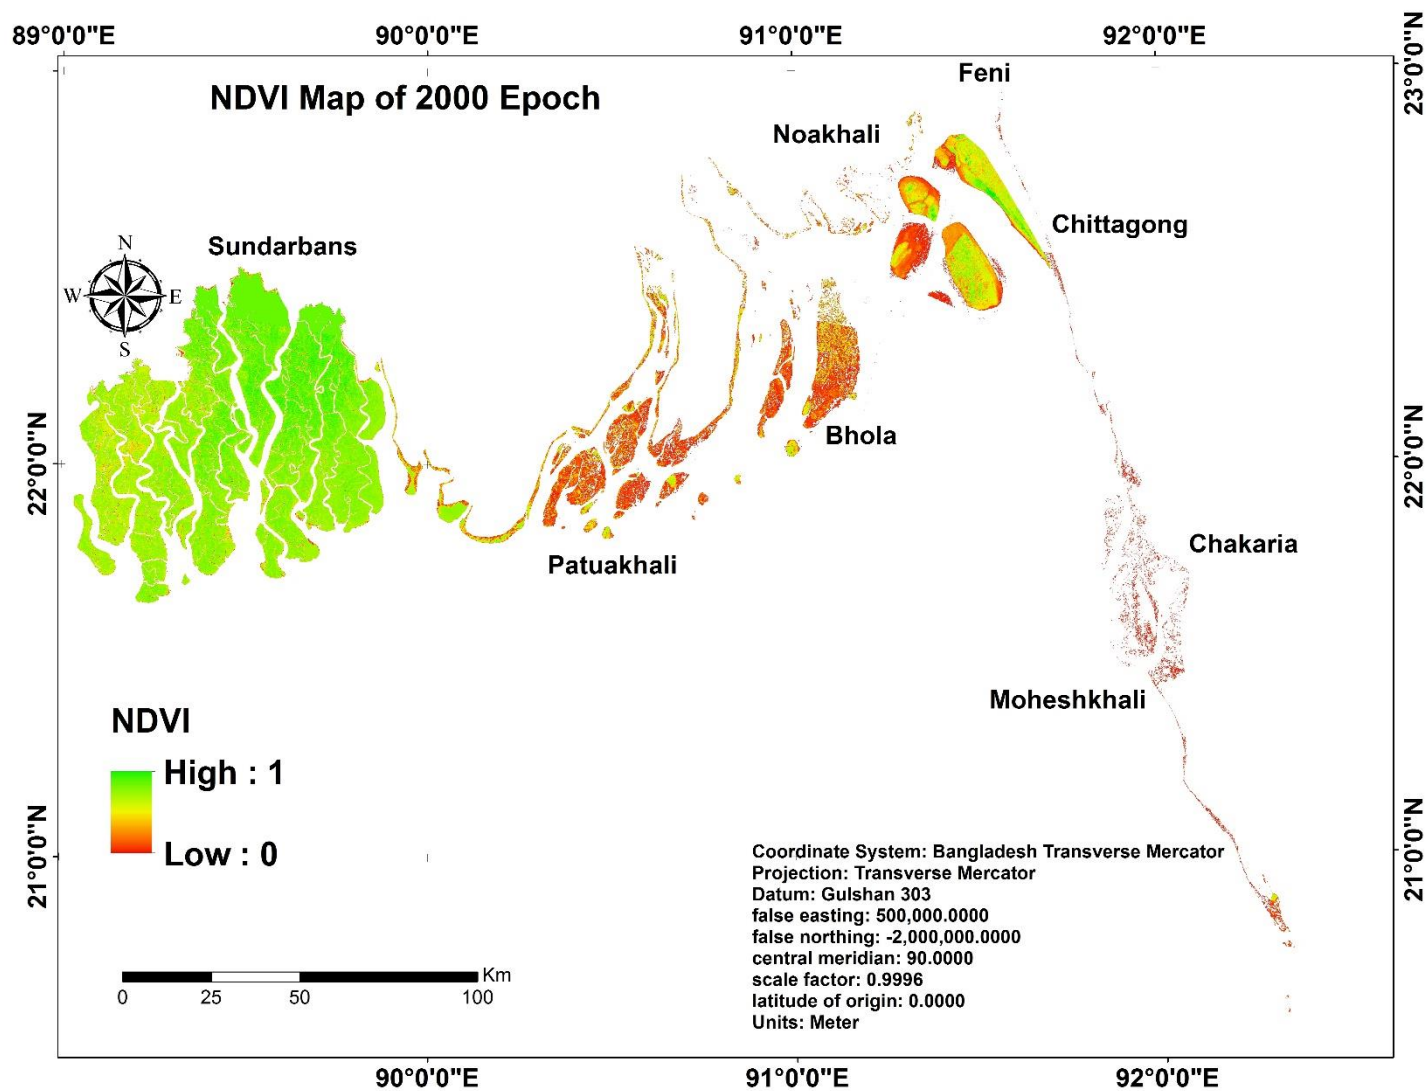 89°0'0"E 90°0'0"E 91°0'0"E 92°0'0"E
23°0'0"N
Feni
NDVI Map of 2000 Epoch
Noakhali
Chittagong
Sundarbans
N
W E
S
Bhola
22°0'0"N
22°0'0"N
Chakaria
Patuakhali
Moheshkhali
NDVI
High : 1
Low : 0
21°0'0"N
21°0'0"N
Coordinate System: Bangladesh Transverse Mercator
Projection: Transverse Mercator
Datum: Gulshan 303
false easting: 500,000.0000
false northing: -2,000,000.0000
central meridian: 90.0000
scale factor: 0.9996
latitude of origin: 0.0000
Units: Meter
Km
0 25 50 100
90°0'0"E 91°0'0"E 92°0'0"E